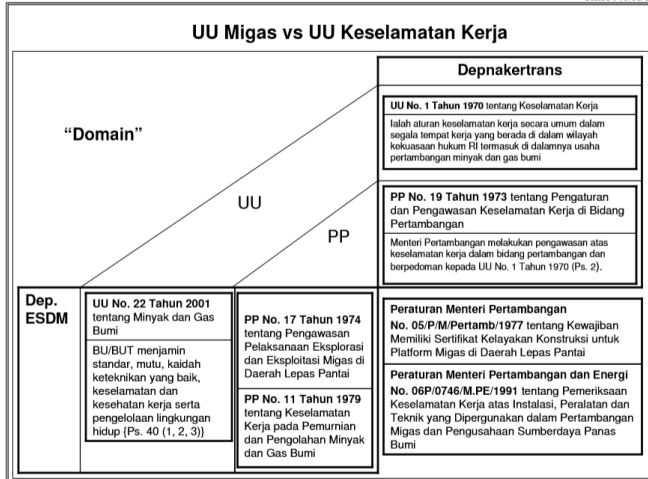 UU Migas vs UU Keselamatan Kerja
Depnakertrans
UU No. 1 Tahun 1970 tentang Keselamatan Kerja
Ialah aturan keselamatan kerja secara umum dalam
segala tempat kerja yang berada di dalam wilayah
kekuasaan hukum RI termasuk di dalamnya usaha
pertambangan minyak dan gas bumi
“Domain”
UU
PP
PP No. 19 Tahun 1973 tentang Pengaturan
dan Pengawasan Keselamatan Kerja di Bidang
Pertambangan
Menteri Pertambangan melakukan pengawasan atas
keselamatan kerja dalam bidang pertambangan dan
berpedoman kepada UU No. 1 Tahun 1970 (Ps. 2).
Dep.
ESDM
UU No. 22 Tahun 2001
tentang Minyak dan Gas
Bumi
BU/BUT menjamin
standar, mutu, kaidah
keteknikan yang baik,
keselamatan dan
kesehatan kerja serta
pengelolaan lingkungan
hidup {Ps. 40 (1, 2, 3)}
PP No. 17 Tahun 1974
tentang Pengawasan
Pelaksanaan Eksplorasi
dan Eksploitasi Migas di
Daerah Lepas Pantai
PP No. 11 Tahun 1979
tentang Keselamatan
Kerja pada Pemurnian
dan Pengolahan Minyak
dan Gas Bumi
Peraturan Menteri Pertambangan
No. 05/P/M/Pertamb/1977 tentang Kewajiban
Memiliki Sertifikat Kelayakan Konstruksi untuk
Platform Migas di Daerah Lepas Pantai
Peraturan Menteri Pertambangan dan Energi
No. 06P/0746/M.PE/1991 tentang Pemeriksaan
Keselamatan Kerja atas Instalasi, Peralatan dan
Teknik yang Dipergunakan dalam Pertambangan
Migas dan Pengusahaan Sumberdaya Panas
Bumi